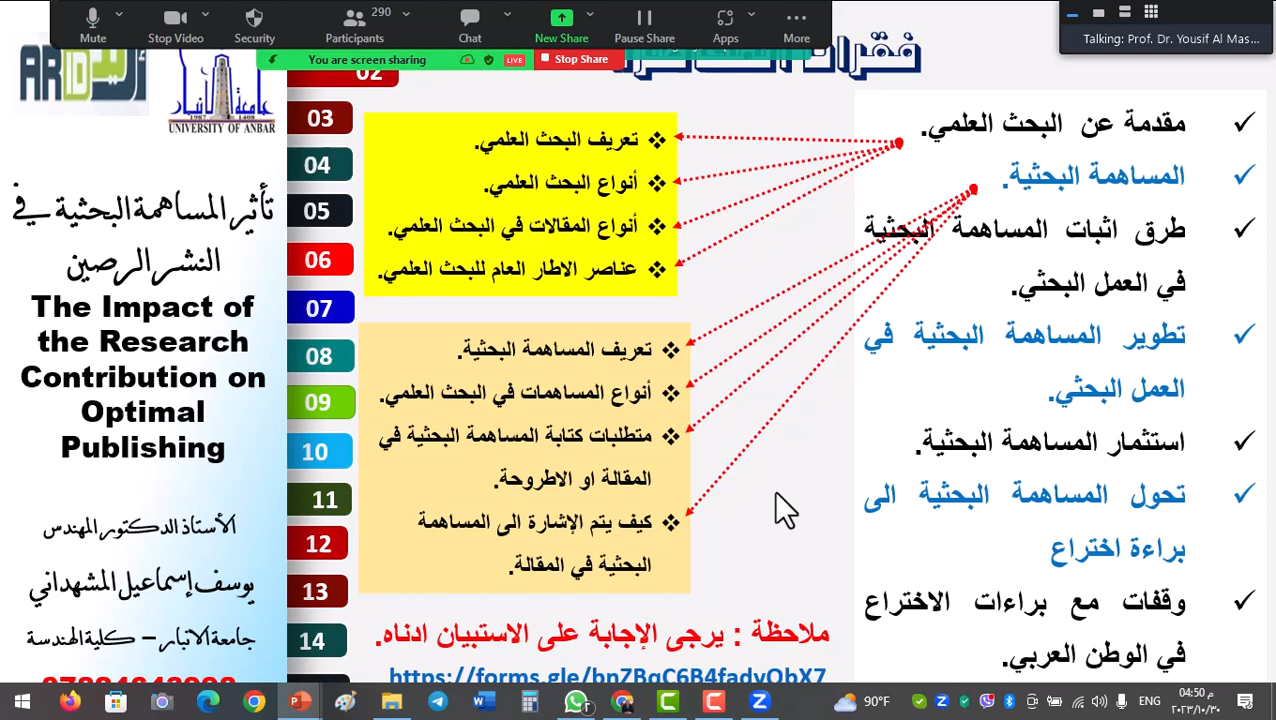 Mute
Stop Video
Security
290
Participants
Chat
New Share
Pause Share
Apps
More
Talking: Prof. Dr. Yousif Al Mas...
You are screen sharing
LIVE
Stop Share
UNIVERSITY OF ANBAR
1987
1408
تأثير المساهمة البحثية في
النشر الرصين
The Impact of
the Research
Contribution on
Optimal
Publishing
الأستاذ الدكتور المهندس
يوسف إسماعيل المشهداني
جامعة الانبار – كلية الهندسة
02
03
04
05
06
07
08
09
10
11
12
13
14
مقدمة عن البحث العلمي.
المساهمة البحثية.
طرق اثبات المساهمة البحثية
في العمل البحثي.
تطوير المساهمة البحثية في
العمل البحثي.
استثمار المساهمة البحثية.
تحول المساهمة البحثية الى
براءة اختراع
وقفات مع براءات الاختراع
في الوطن العربي.
تعريف البحث العلمي.
أنواع البحث العلمي.
أنواع المقالات في البحث العلمي.
عناصر الاطار العام للبحث العلمي.
تعريف المساهمة البحثية.
أنواع المساهمات في البحث العلمي.
متطلبات كتابة المساهمة البحثية في
المقالة او الاطروحة.
كيف يتم الإشارة الى المساهمة
البحثية في المقالة.
ملاحظة : يرجى الإجابة على الاستبيان ادناه.
90°F
ENG
04:50 م
٢٠٢٣/١٠/٣٠